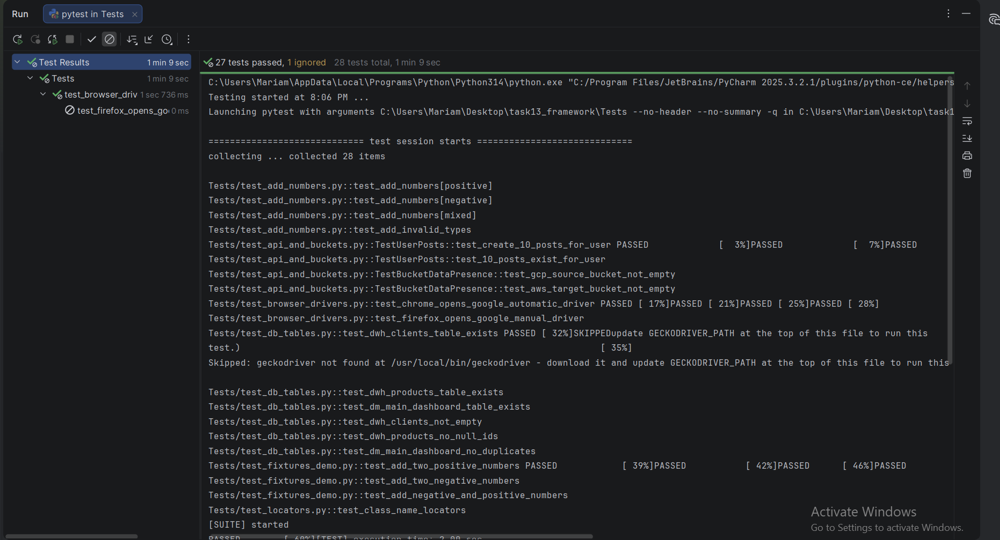 Run
pytest in Tests
Test Results 1 min 9 sec
Tests 1 min 9 sec
test_browser_driv 1 sec 736 ms
test_firefox_opens_go 0 ms
27 tests passed, 1 ignored 28 tests total, 1 min 9 sec
C:\Users\Mariam\AppData\Local\Programs\Python\Python314\python.exe "C:/Program Files/JetBrains/PyCharm 2025.3.2.1/plugins/python-ce/helpers
Testing started at 8:06 PM ...
Launching pytest with arguments C:\Users\Mariam\Desktop\task13_framework\Tests --no-header --no-summary -q in C:\Users\Mariam\Desktop\task1
============================= test session starts =============================
collecting ... collected 28 items
Tests/test_add_numbers.py::test_add_numbers[positive]
Tests/test_add_numbers.py::test_add_numbers[negative]
Tests/test_add_numbers.py::test_add_numbers[mixed]
Tests/test_add_numbers.py::test_add_invalid_types
Tests/test_api_and_buckets.py::TestUserPosts::test_create_10_posts_for_user PASSED [ 3%]PASSED [ 7%]PASSED
Tests/test_api_and_buckets.py::TestUserPosts::test_10_posts_exist_for_user
Tests/test_api_and_buckets.py::TestBucketDataPresence::test_gcp_source_bucket_not_empty
Tests/test_api_and_buckets.py::TestBucketDataPresence::test_aws_target_bucket_not_empty
Tests/test_browser_drivers.py::test_chrome_opens_google_automatic_driver PASSED [ 17%]PASSED [ 21%]PASSED [ 25%]PASSED [ 28%]
Tests/test_browser_drivers.py::test_firefox_opens_google_manual_driver
Tests/test_db_tables.py::test_dwh_clients_table_exists PASSED [ 32%]SKIPPEDupdate GECKODRIVER_PATH at the top of this file to run this
test.) [ 35%]
Skipped: geckodriver not found at /usr/local/bin/geckodriver - download it and update GECKODRIVER_PATH at the top of this file to run this
Tests/test_db_tables.py::test_dwh_products_table_exists
Tests/test_db_tables.py::test_dm_main_dashboard_table_exists
Tests/test_db_tables.py::test_dwh_clients_not_empty
Tests/test_db_tables.py::test_dwh_products_no_null_ids
Tests/test_db_tables.py::test_dm_main_dashboard_no_duplicates
Tests/test_fixtures_demo.py::test_add_two_positive_numbers PASSED [ 39%]PASSED [ 42%]PASSED [ 46%]PASSED
Tests/test_fixtures_demo.py::test_add_two_negative_numbers
Tests/test_fixtures_demo.py::test_add_negative_and_positive_numbers
Tests/test_locators.py::test_class_name_locators
[SUITE] started
PASSED [ 60%][TEST] execution time: 2.00 sec
Activate Windows
Go to Settings to activate Windows.